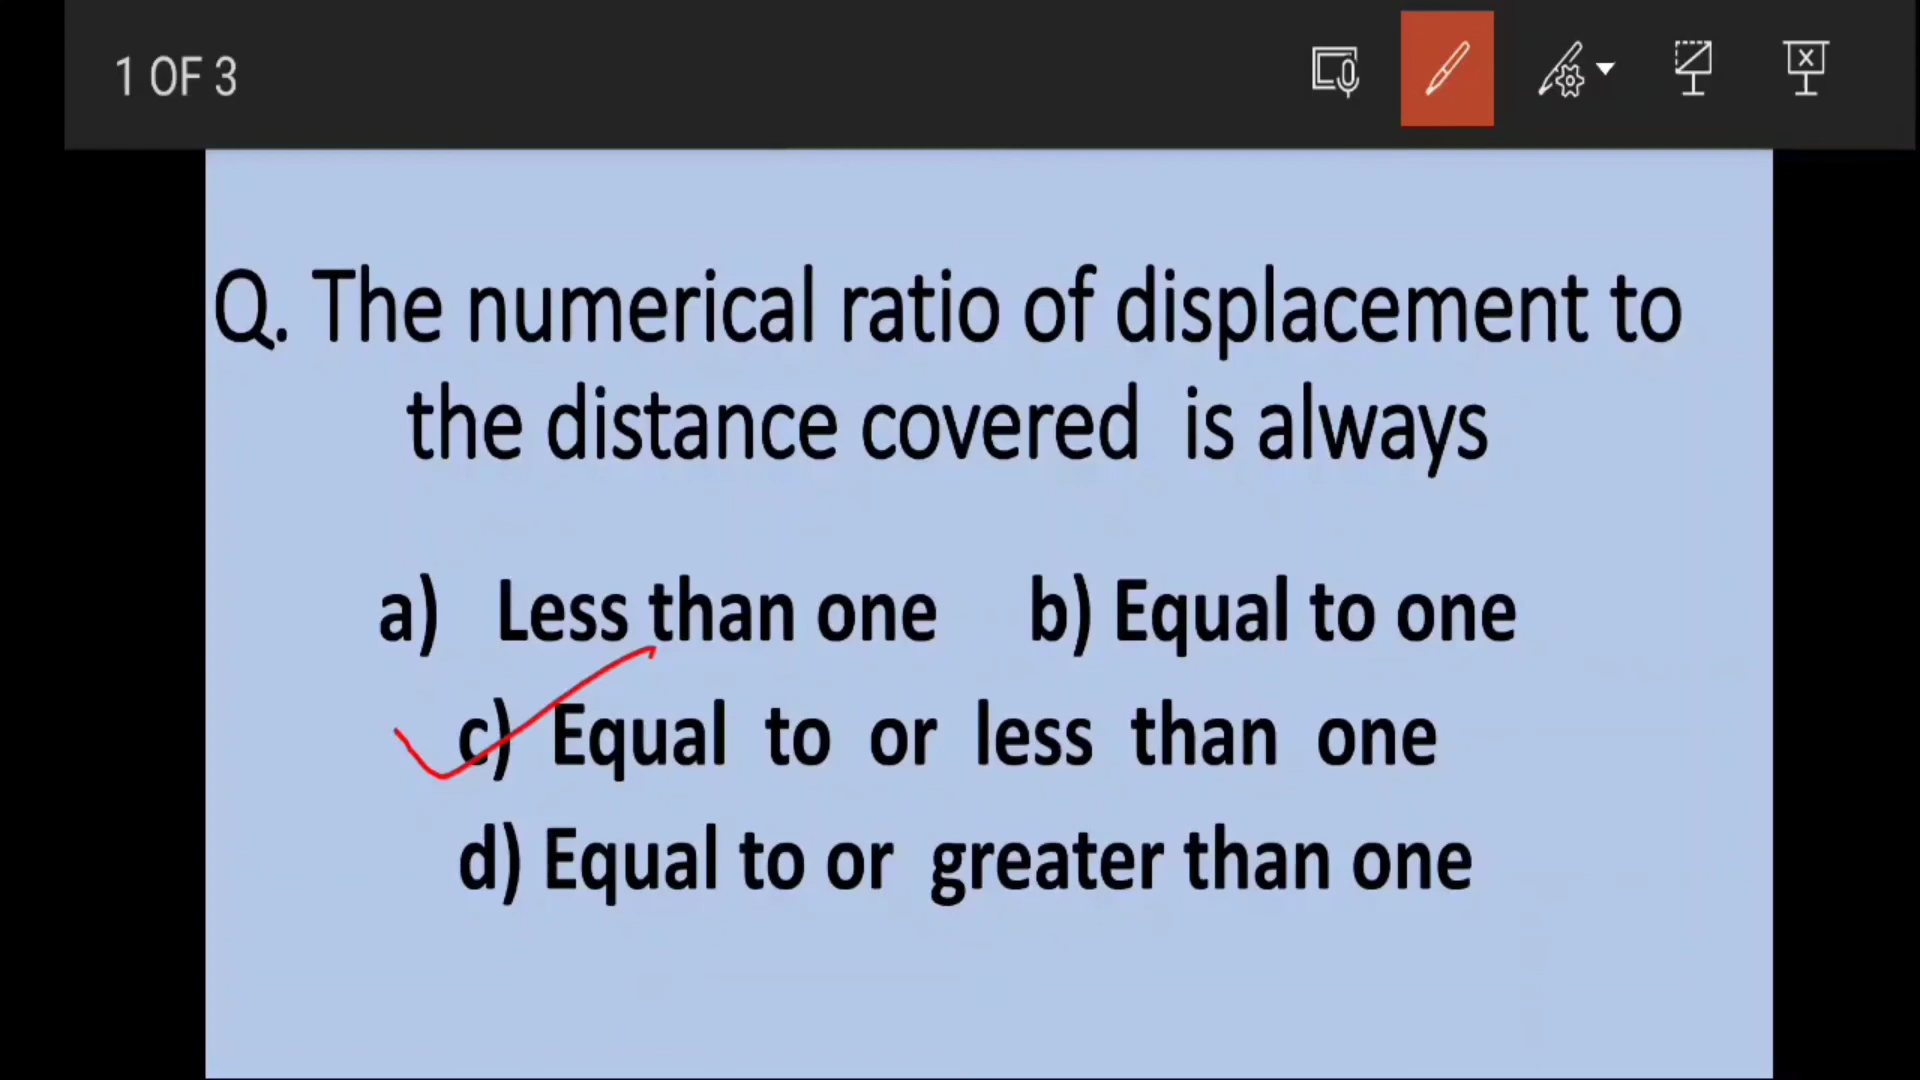 1 OF 3
Q. The numerical ratio of displacement to
the distance covered is always
a) Less than one b) Equal to one
c) Equal to or less than one
d) Equal to or greater than one